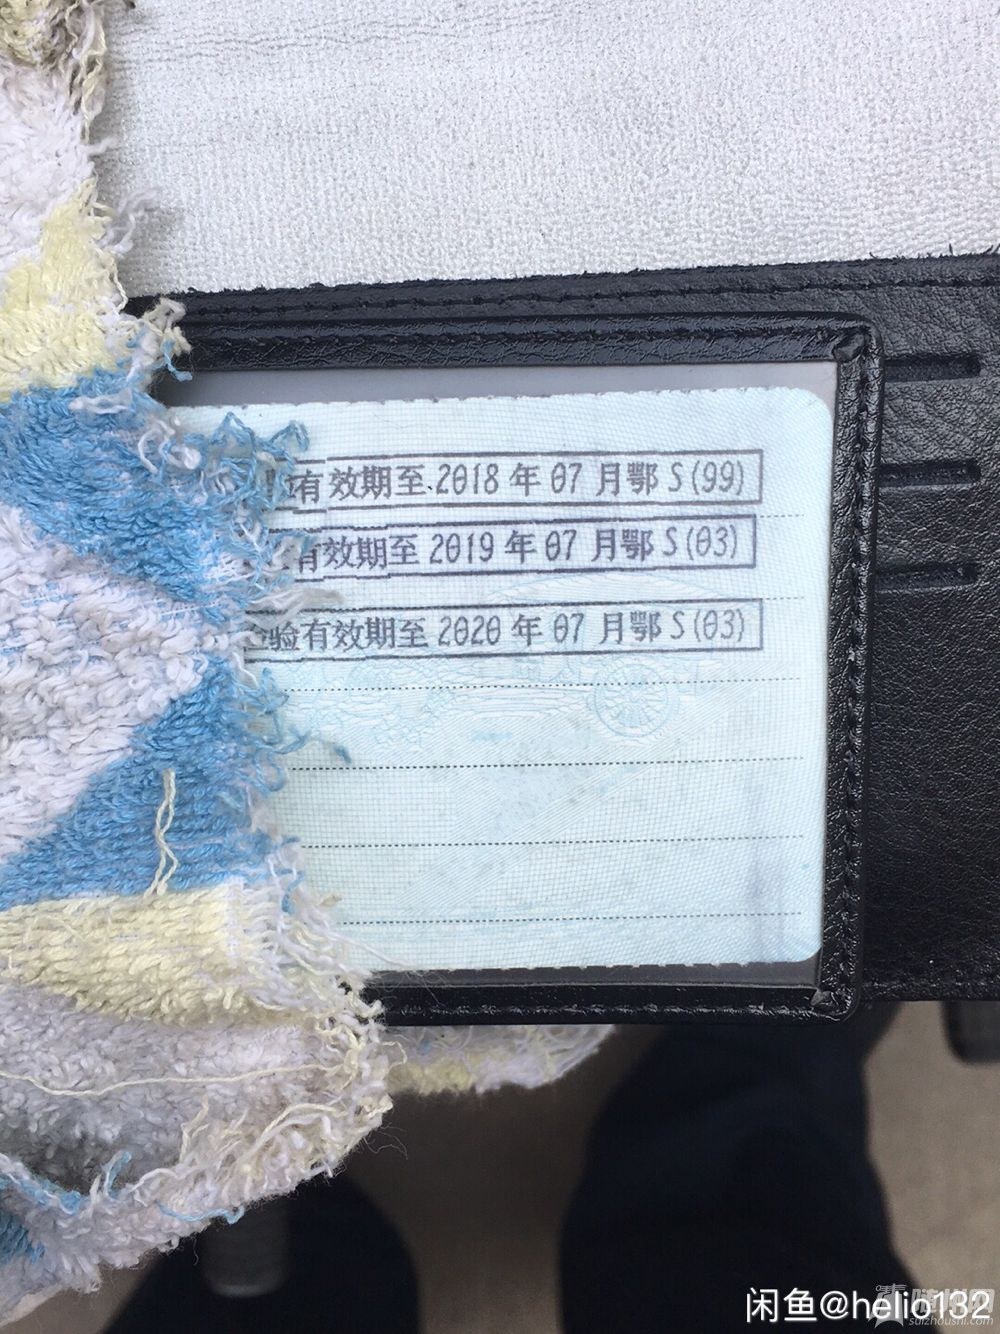 有效期至2018年07月鄂S(99)
有效期至2019年07月鄂S(03)
验有效期至2020年07月鄂S(03)
闲鱼@helio132
suizhoushi.com